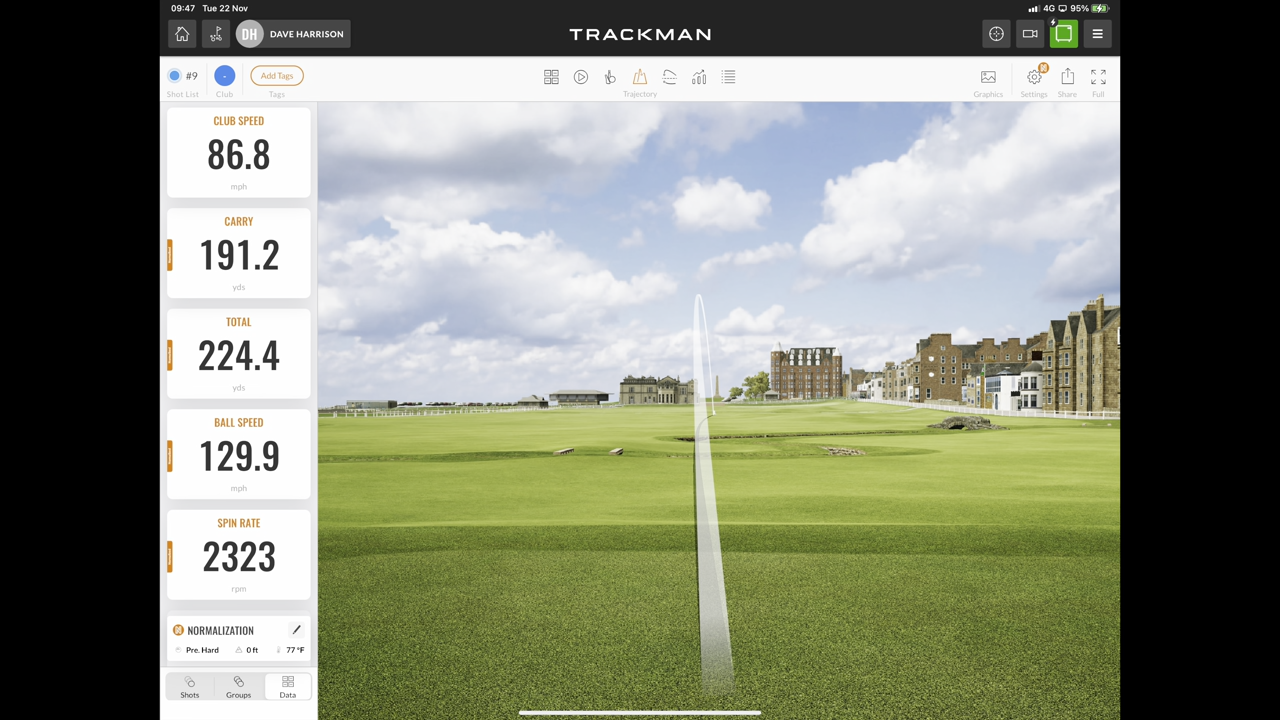 09:47 Tue 22 Nov
4G 95%
DH DAVE HARRISON
TRACKMAN
#9
Shot List
-
Club
Add Tags
Tags
Trajectory
Graphics
Settings
Share
Full
CLUB SPEED
86.8
mph
CARRY
191.2
yds
TOTAL
224.4
yds
BALL SPEED
129.9
mph
SPIN RATE
2323
rpm
NORMALIZATION
Pre. Hard 0 ft 77 °F
Shots Groups Data